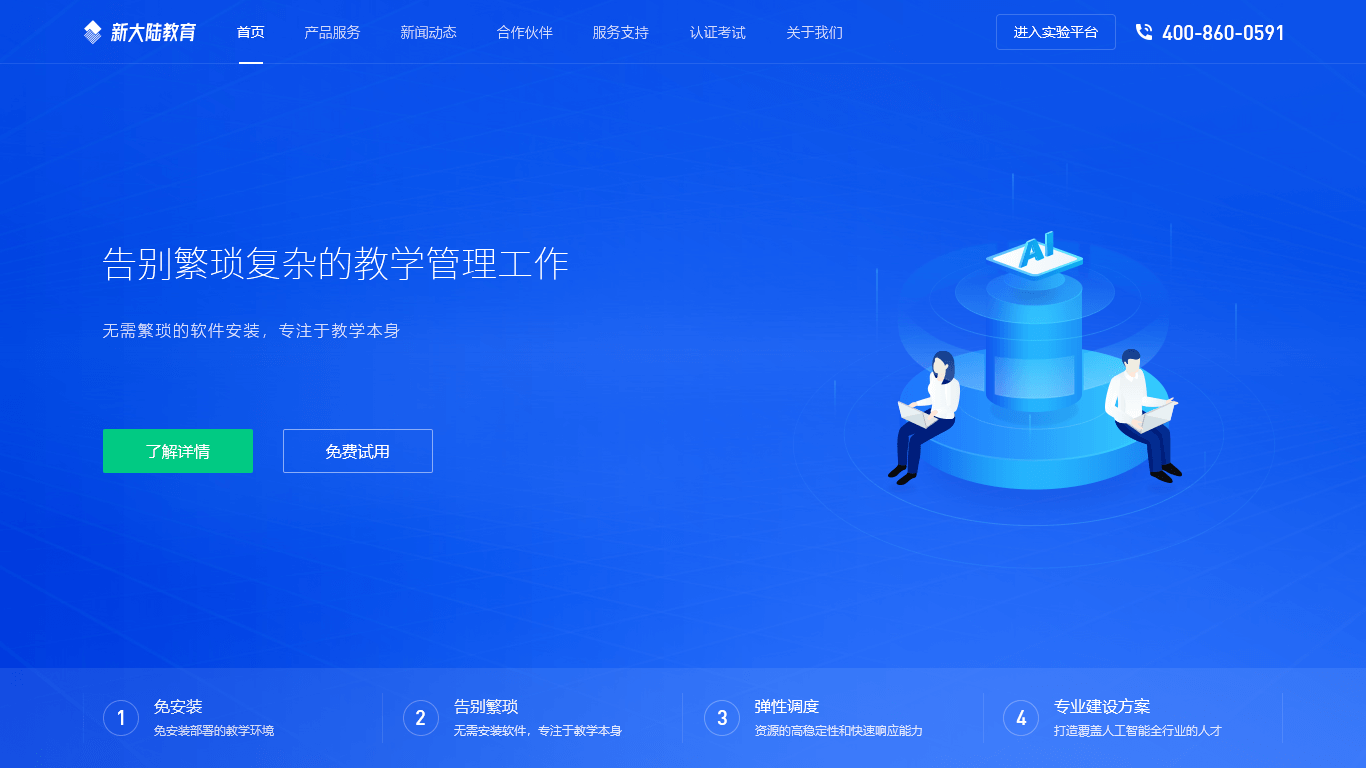 新大陆教育 首页 产品服务 新闻动态 合作伙伴 服务支持 认证考试 关于我们 进入实验平台 400-860-0591
AI
告别繁琐复杂的教学管理工作
无需繁琐的软件安装，专注于教学本身
了解详情 免费试用
1 免安装
免安装部署的教学环境
2 告别繁琐
无需安装软件，专注于教学本身
3 弹性调度
资源的高稳定性和快速响应能力
4 专业建设方案
打造覆盖人工智能全行业的人才